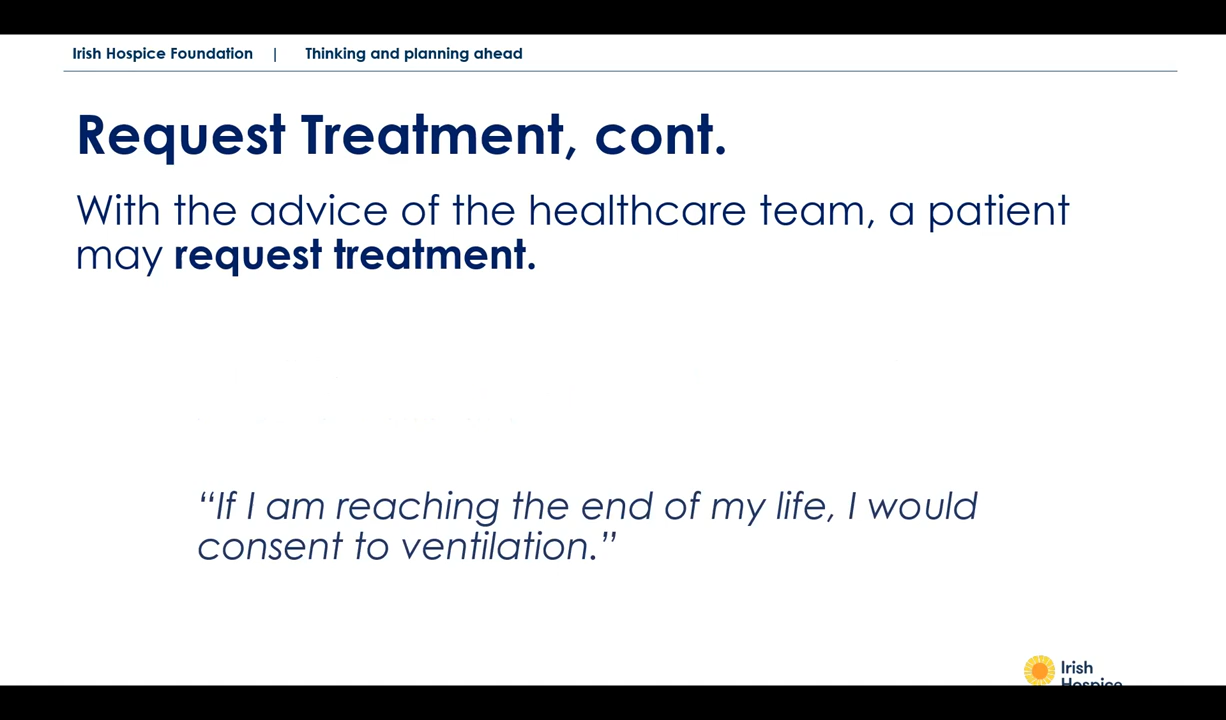 Irish Hospice Foundation | Thinking and planning ahead
Request Treatment, cont.
With the advice of the healthcare team, a patient
may request treatment.
“If I am reaching the end of my life, I would
consent to ventilation.”
Irish
Hospice